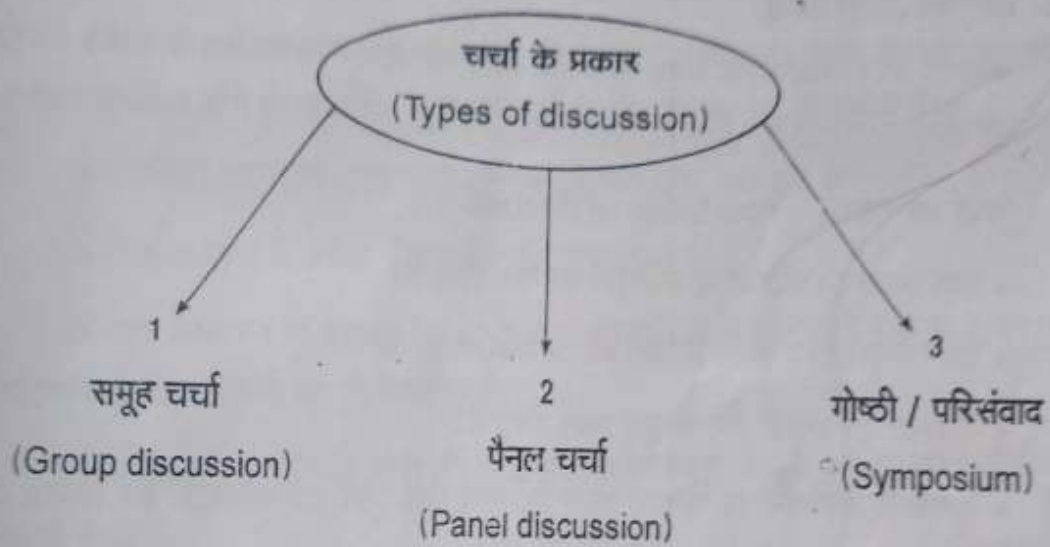 चर्चा के प्रकार
(Types of discussion)
1
समूह चर्चा
(Group discussion)
2
पैनल चर्चा
(Panel discussion)
3
गोष्ठी / परिसंवाद
(Symposium)